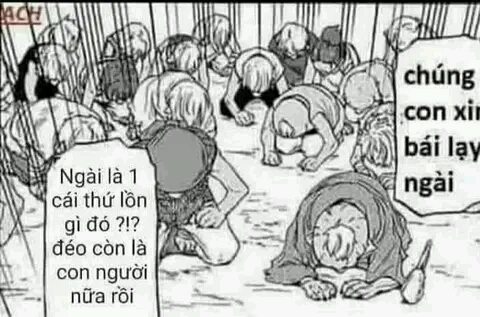 chúng
con xin
bái lạy
ngài
Ngài là 1
cái thứ lồn
gì đó ?!?
đéo còn là
con người
nữa rồi